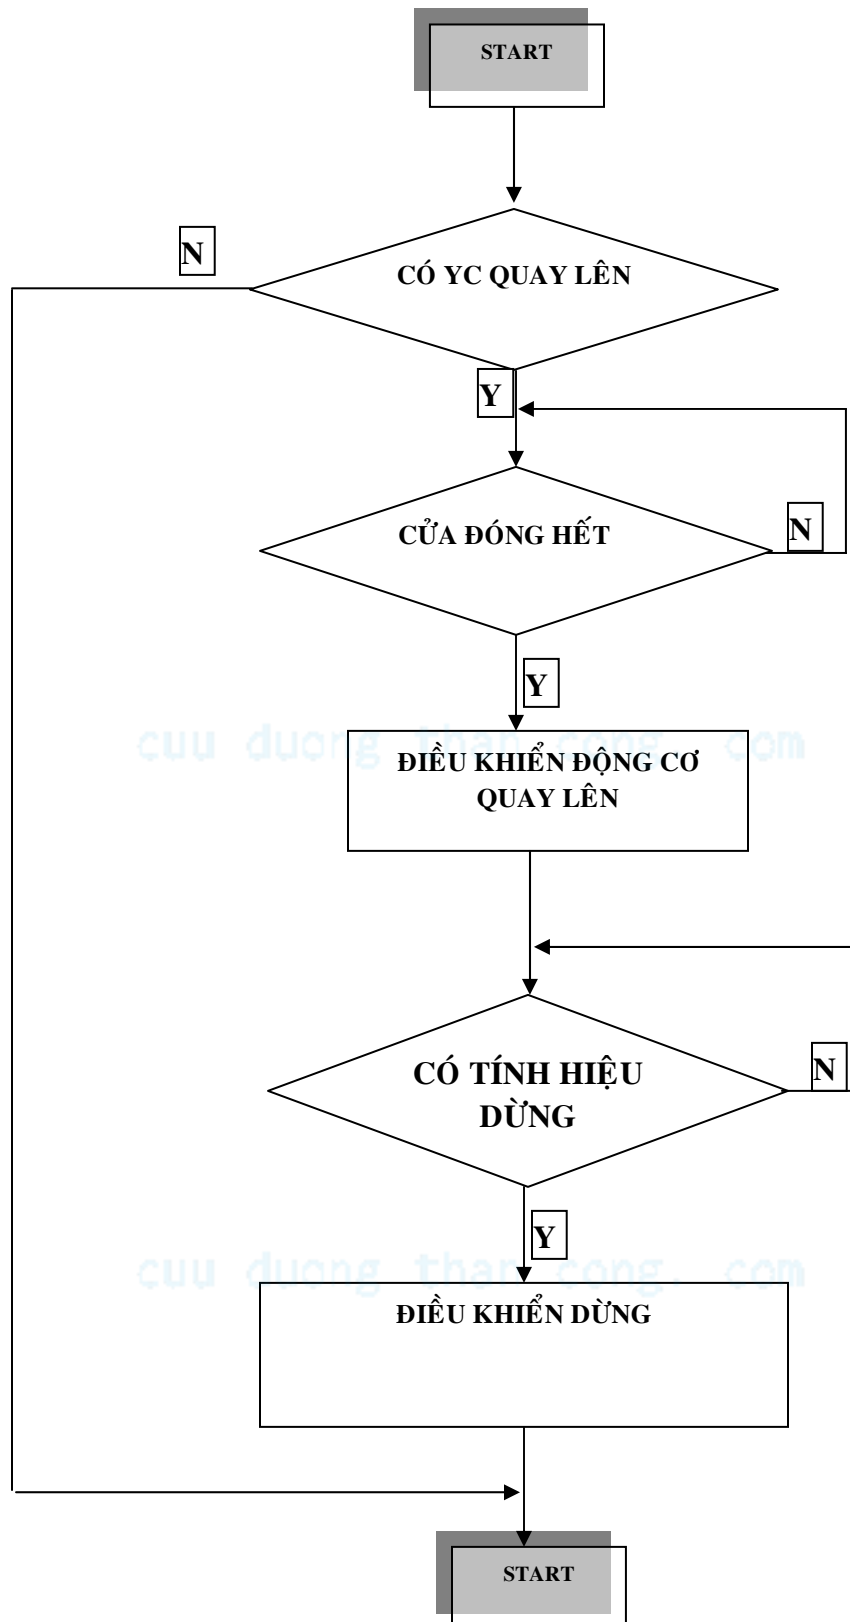 START
N
CÓ YC QUAY LÊN
Y
CỬA ĐÓNG HẾT
N
Y
cuu duong than cong. com
ĐIỀU KHIỂN ĐỘNG CƠ
QUAY LÊN
CÓ TÍNH HIỆU
DỪNG
N
Y
cuu duong than cong. com
ĐIỀU KHIỂN DỪNG
START